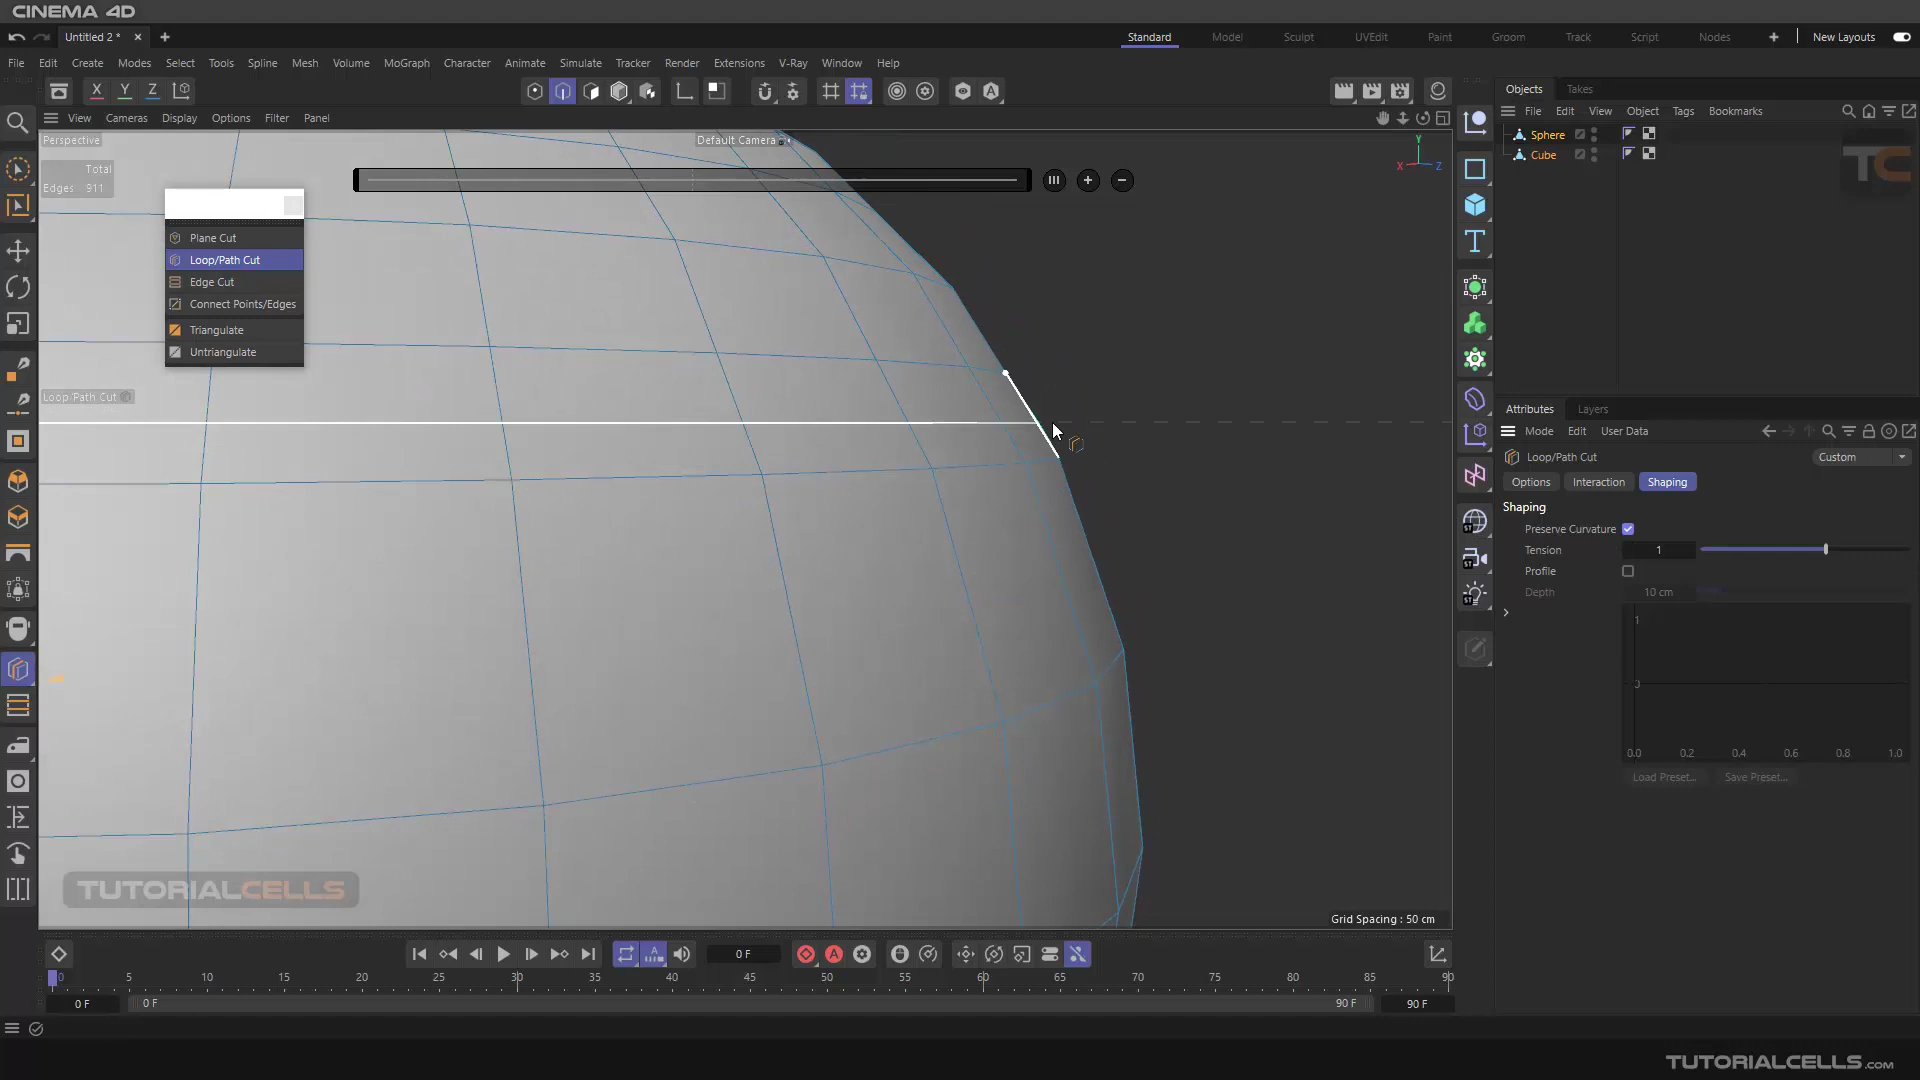 CINEMA 4D
Untitled 2 *
Standard Model Sculpt UVEdit Paint Groom Track Script Nodes New Layouts
File Edit Create Modes Select Tools Spline Mesh Volume MoGraph Character Animate Simulate Tracker Render Extensions V-Ray Window Help
X Y Z
Objects Takes
View Cameras Display Options Filter Panel
File Edit View Object Tags Bookmarks
Perspective
Default Camera
Sphere
Cube
Total
Edges 911
Y
X Z
TC
Plane Cut
Loop/Path Cut
Edge Cut
Connect Points/Edges
Triangulate
Untriangulate
Loop/Path Cut
Attributes Layers
Mode Edit User Data
Loop/Path Cut Custom
Options Interaction Shaping
Shaping
Preserve Curvature
Tension 1
Profile
Depth 10 cm
1
0
0.0 0.2 0.4 0.6 0.8 1.0
Load Preset... Save Preset...
ST
ST
ST
TUTORIALCELLS
Grid Spacing : 50 cm
0 F
0 5 10 15 20 25 30 35 40 45 50 55 60 65 70 75 80 85 90
0 F 0 F 90 F 90 F
TUTORIALCELLS.COM